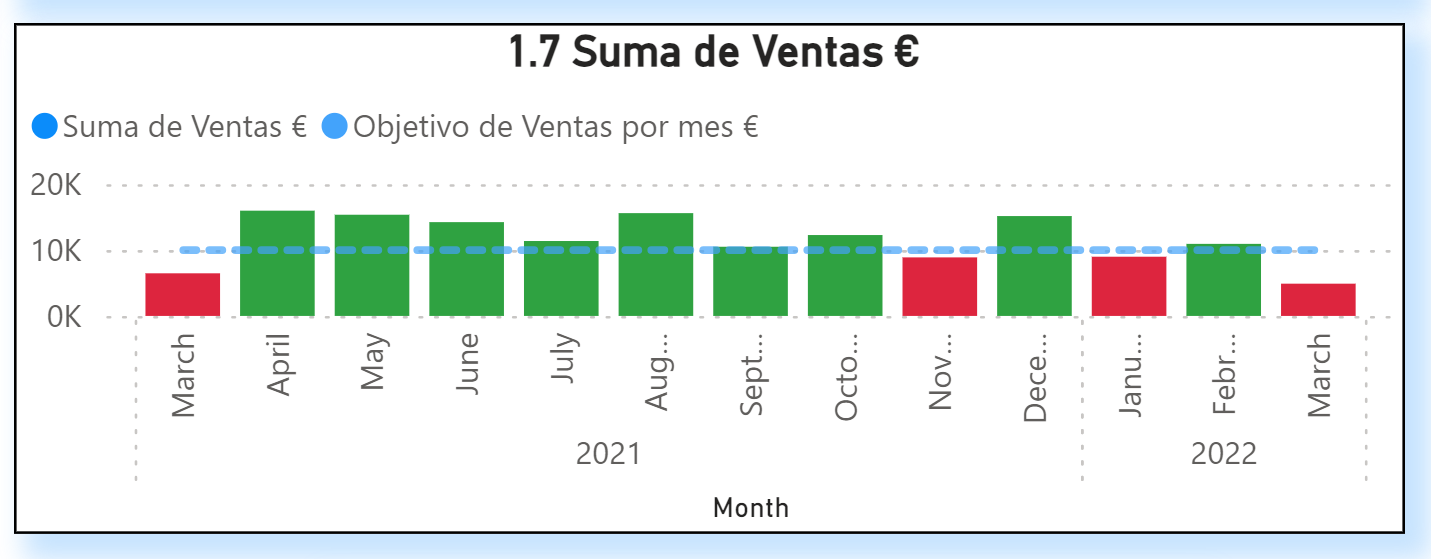 1.7 Suma de Ventas €
Suma de Ventas € Objetivo de Ventas por mes €
20K
10K
0K
March
April
May
June
July
Aug...
Sept...
Octo...
Nov...
Dece...
Janu...
Febr...
March
2021
2022
Month